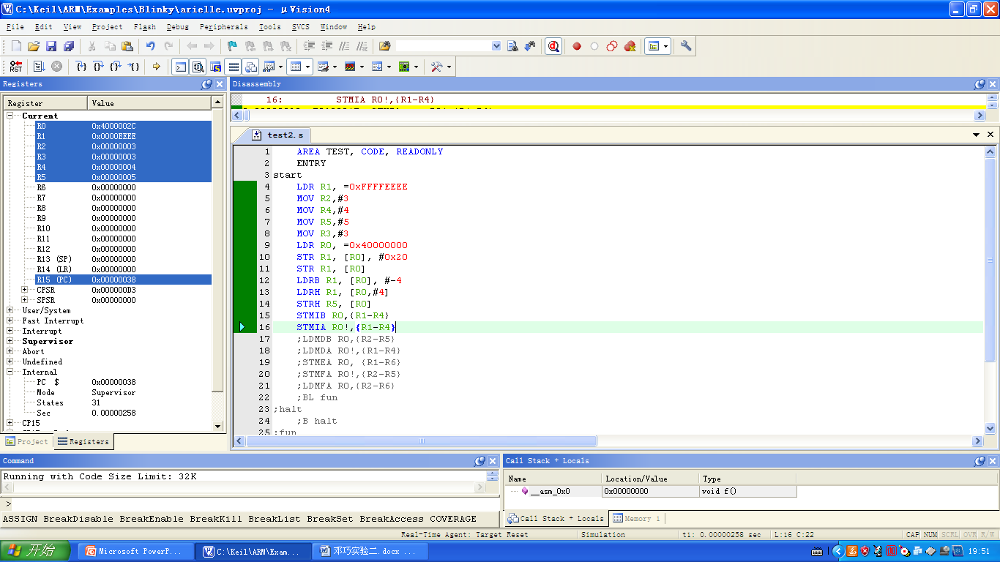 C:\Keil\ARM\Examples\Blinky\arielle.uvproj - µVision4
File Edit View Project Flash Debug Peripherals Tools SVCS Window Help
RST
Registers
Register Value
Current
R0 0x4000002C
R1 0x0000EEEE
R2 0x00000003
R3 0x00000003
R4 0x00000004
R5 0x00000005
R6 0x00000000
R7 0x00000000
R8 0x00000000
R9 0x00000000
R10 0x00000000
R11 0x00000000
R12 0x00000000
R13 (SP) 0x00000000
R14 (LR) 0x00000000
R15 (PC) 0x00000038
CPSR 0x000000D3
SPSR 0x00000000
User/System
Fast Interrupt
Interrupt
Supervisor
Abort
Undefined
Internal
PC $ 0x00000038
Mode Supervisor
States 31
Sec 0.00000258
CP15
Project Registers
Disassembly
16: STMIA R0!,{R1-R4}
test2.s
1 AREA TEST, CODE, READONLY
2 ENTRY
3 start
4 LDR R1, =0xFFFFEEEE
5 MOV R2,#3
6 MOV R4,#4
7 MOV R5,#5
8 MOV R3,#3
9 LDR R0, =0x40000000
10 STR R1, [R0], #0x20
11 STR R1, [R0]
12 LDRB R1, [R0], #-4
13 LDRH R1, [R0,#4]
14 STRH R5, [R0]
15 STMIB R0,{R1-R4}
16 STMIA R0!,{R1-R4}
17 ;LDMDB R0,{R2-R5}
18 ;LDMDA R0!,{R1-R4}
19 ;STMEA R0, {R1-R6}
20 ;STMFA R0!,{R2-R5}
21 ;LDMFA R0,{R2-R6}
22 ;BL fun
23 ;halt
24 ;B halt
25 ;fun
Command
Running with Code Size Limit: 32K
>
ASSIGN BreakDisable BreakEnable BreakKill BreakList BreakSet BreakAccess COVERAGE
Call Stack + Locals
Name Location/Value Type
__asm_0x0 0x00000000 void f()
Call Stack + Locals Memory 1
Real-Time Agent: Target Reset Simulation t1: 0.00000258 sec L:16 C:22 CAP NUM SCRL OVR R/W
开始 Microsoft PowerP... C:\Keil\ARM\Exam... 邓巧实验二.docx ... 19:51